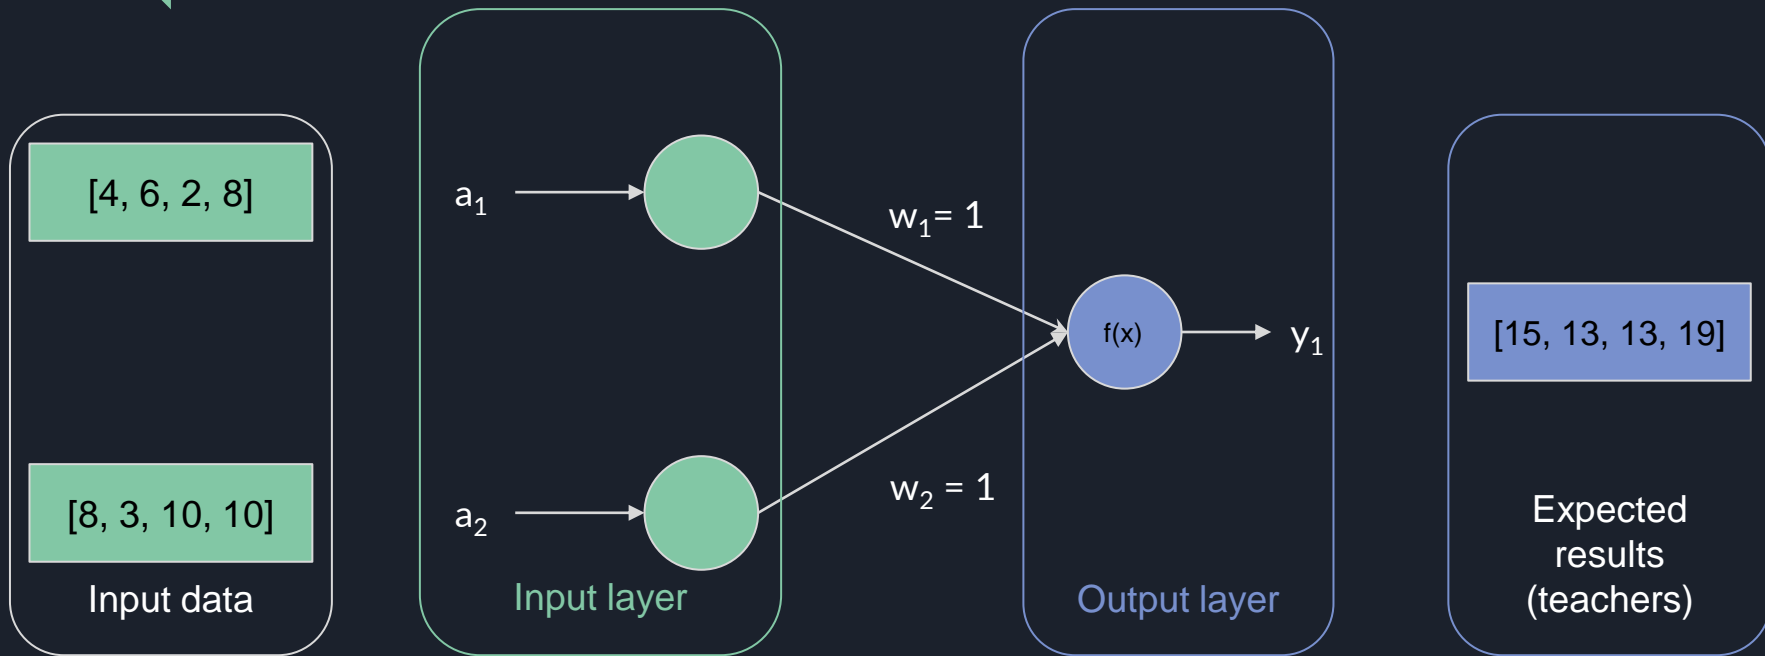 [4, 6, 2, 8]
[8, 3, 10, 10]
Input data
a₁
a₂
Input layer
w₁= 1
w₂ = 1
f(x)
y₁
Output layer
[15, 13, 13, 19]
Expected
results
(teachers)